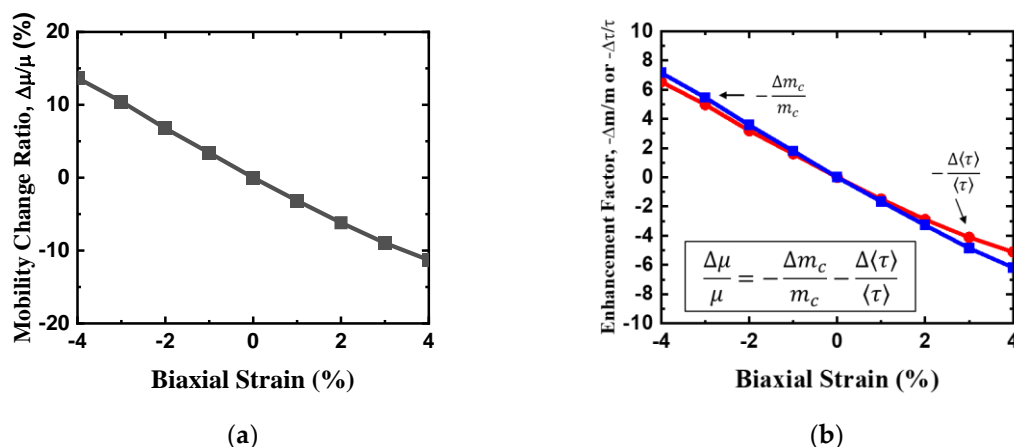 Mobility Change Ratio, Δμ/μ (%)
20
10
0
-10
-20
-4 -2 0 2 4
Biaxial Strain (%)
(a)
Enhancement Factor, -Δm/m or -Δτ/τ
10
8
6
4
2
0
-2
-4
-6
-8
-10
− Δm_c / m_c
− Δ⟨τ⟩ / ⟨τ⟩
Δμ / μ = − Δm_c / m_c − Δ⟨τ⟩ / ⟨τ⟩
-4 -2 0 2 4
Biaxial Strain (%)
(b)